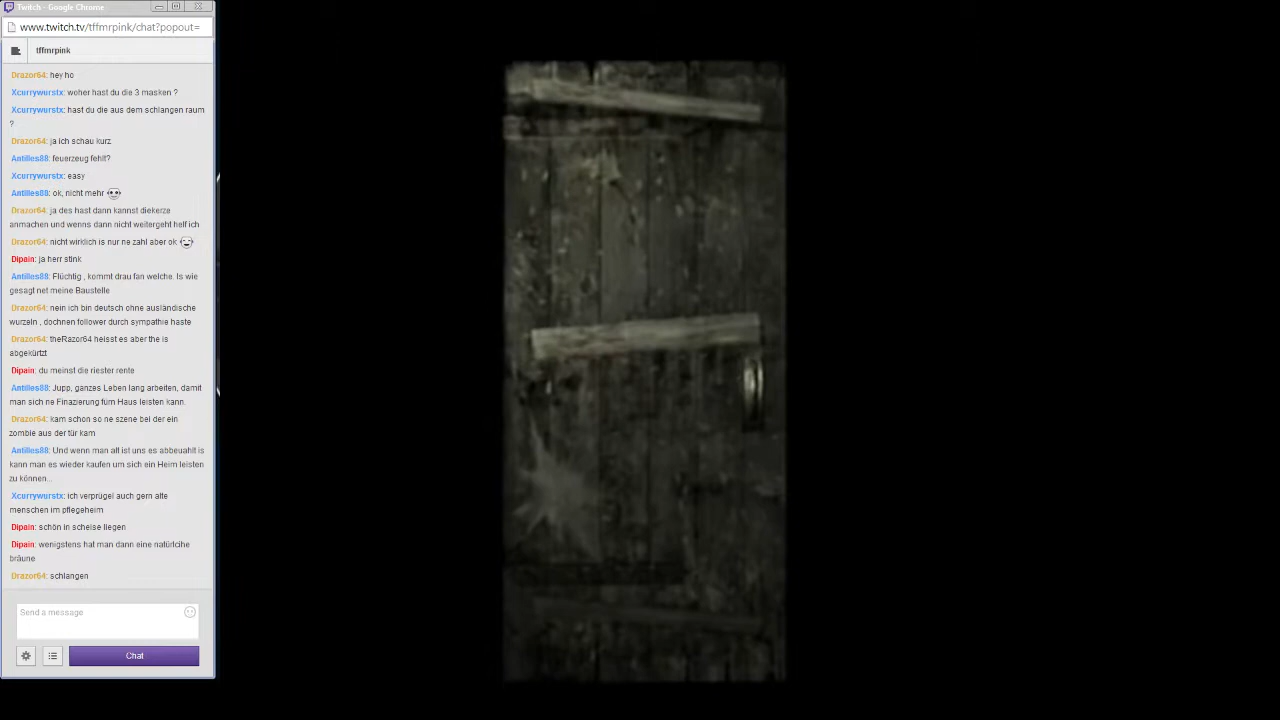 Twitch - Google Chrome
www.twitch.tv/tffmrpink/chat?popout=
tffmrpink
Drazor64: hey ho
Xcurrywurstx: woher hast du die 3 masken ?
Xcurrywurstx: hast du die aus dem schlangen raum
?
Drazor64: ja ich schau kurz
Antilles88: feuerzeug fehlt?
Xcurrywurstx: easy
Antilles88: ok, nicht mehr
Drazor64: ja des hast dann kannst diekerze
anmachen und wenns dann nicht weitergeht helf ich
Drazor64: nicht wirklich is nur ne zahl aber ok
Dipain: ja herr stink
Antilles88: Flüchtig , kommt drau fan welche. Is wie
gesagt net meine Baustelle
Drazor64: nein ich bin deutsch ohne ausländische
wurzeln , dochnen follower durch sympathie haste
Drazor64: theRazor64 heisst es aber the is
abgekürtzt
Dipain: du meinst die riester rente
Antilles88: Jupp, ganzes Leben lang arbeiten, damit
man sich ne Finazierung füm Haus leisten kann.
Drazor64: kam schon so ne szene bei der ein
zombie aus der tür kam
Antilles88: Und wenn man alt ist uns es abbeuahlt is
kann man es wieder kaufen um sich ein Heim leisten
zu können...
Xcurrywurstx: ich verprügel auch gern alte
menschen im pflegeheim
Dipain: schön in scheise liegen
Dipain: wenigstens hat man dann eine natürlcihe
bräune
Drazor64: schlangen
Send a message
Chat